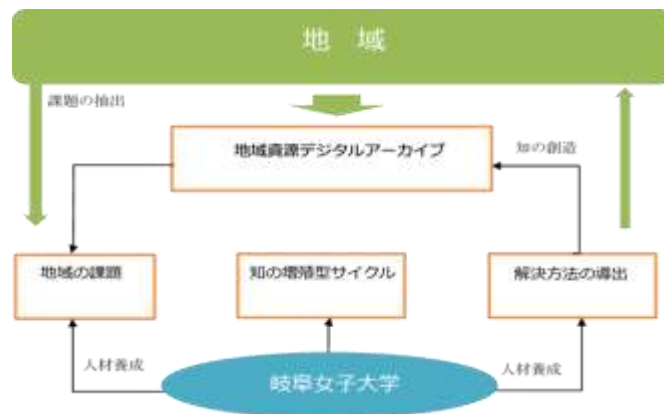 地　域
課題の抽出
地域資源デジタルアーカイブ
知の創造
地域の課題
知の増殖型サイクル
解決方法の導出
人材養成
岐阜女子大学
人材養成